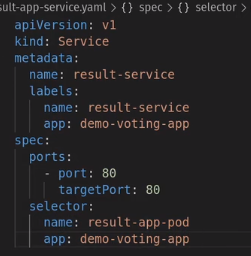 sult-app-service.yaml > {} spec > {} selector >
apiVersion: v1
kind: Service
metadata:
  name: result-service
  labels:
    name: result-service
    app: demo-voting-app
spec:
  ports:
    - port: 80
      targetPort: 80
  selector:
    name: result-app-pod
    app: demo-voting-app